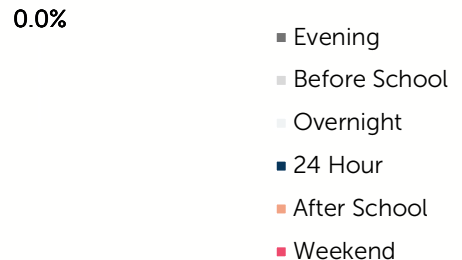 0.0%
Evening
Before School
Overnight
24 Hour
After School
Weekend